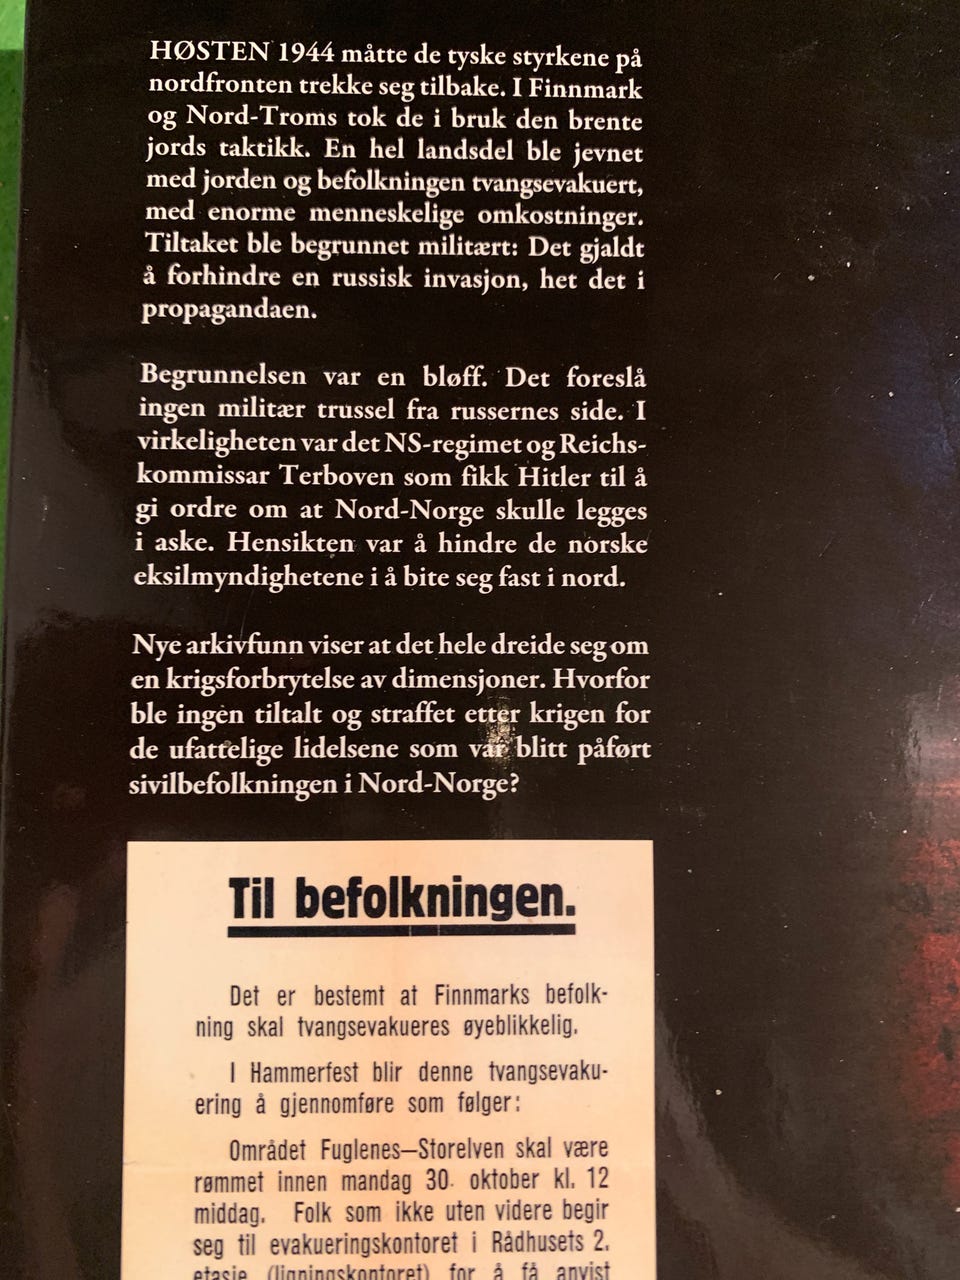 HØSTEN 1944 måtte de tyske styrkene på
nordfronten trekke seg tilbake. I Finnmark
og Nord-Troms tok de i bruk den brente
jords taktikk. En hel landsdel ble jevnet
med jorden og befolkningen tvangsevakuert,
med enorme menneskelige omkostninger.
Tiltaket ble begrunnet militært: Det gjaldt
å forhindre en russisk invasjon, het det i
propagandaen.
Begrunnelsen var en bløff. Det foreslå
ingen militær trussel fra russernes side. I
virkeligheten var det NS-regimet og Reichs-
kommissar Terboven som fikk Hitler til å
gi ordre om at Nord-Norge skulle legges
i aske. Hensikten var å hindre de norske
eksilmyndighetene i å bite seg fast i nord.
Nye arkivfunn viser at det hele dreide seg om
en krigsforbrytelse av dimensjoner. Hvorfor
ble ingen tiltalt og straffet etter krigen for
de ufattelige lidelsene som var blitt påført
sivilbefolkningen i Nord-Norge?
Til befolkningen.
Det er bestemt at Finnmarks befolk-
ning skal tvangsevakueres øyeblikkelig.
I Hammerfest blir denne tvangsevaku-
ering å gjennomføre som følger:
Området Fuglenes—Storelven skal være
rømmet innen mandag 30. oktober kl. 12
middag. Folk som ikke uten videre begir
seg til evakueringskontoret i Rådhusets 2.
etasje (ligningskontoret) for å få anvist